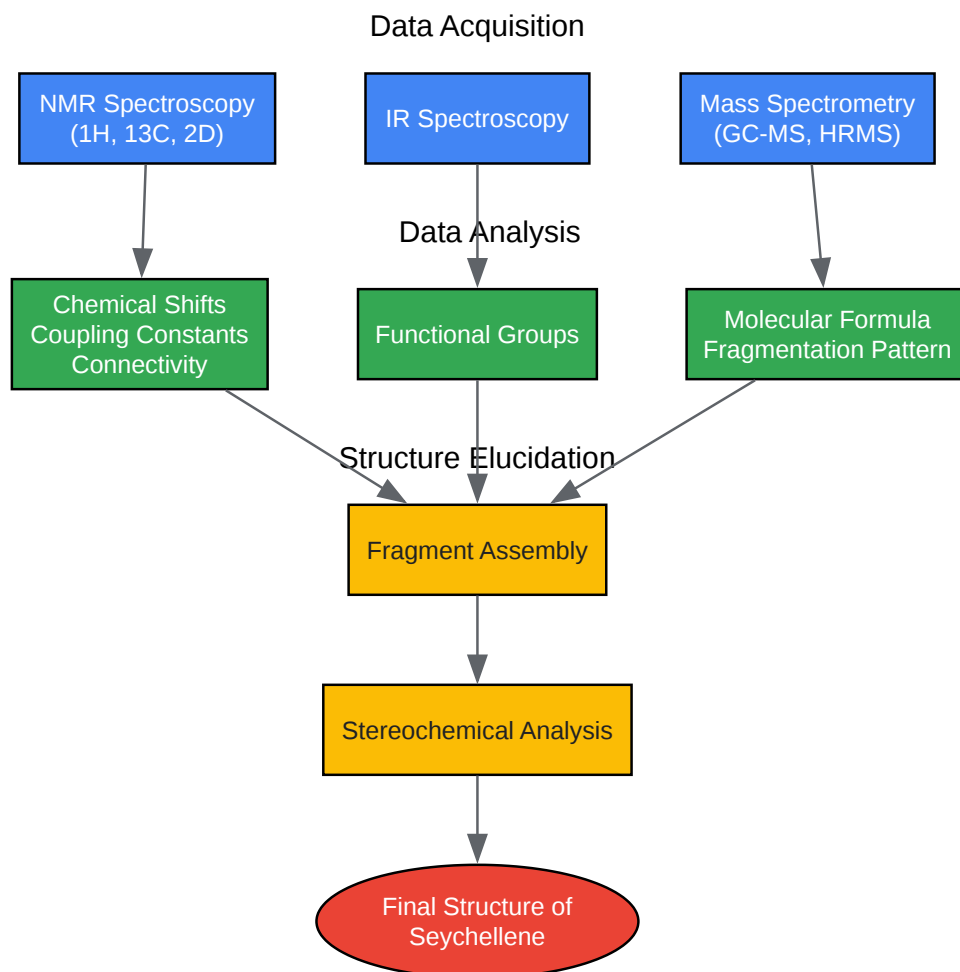 Data Acquisition
NMR Spectroscopy
(1H, 13C, 2D)
IR Spectroscopy
Mass Spectrometry
(GC-MS, HRMS)
Data Analysis
Chemical Shifts
Coupling Constants
Connectivity
Functional Groups
Molecular Formula
Fragmentation Pattern
Structure Elucidation
Fragment Assembly
Stereochemical Analysis
Final Structure of
Seychellene